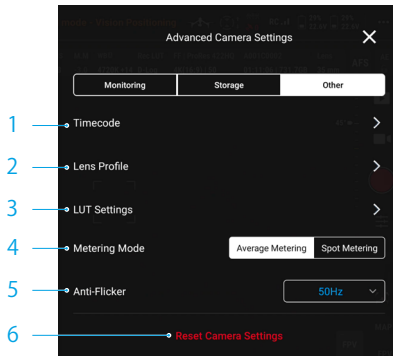 Advanced Camera Settings
Monitoring Storage Other
1 Timecode
2 Lens Profile
3 LUT Settings
4 Metering Mode Average Metering Spot Metering
5 Anti-Flicker 50Hz
6 Reset Camera Settings